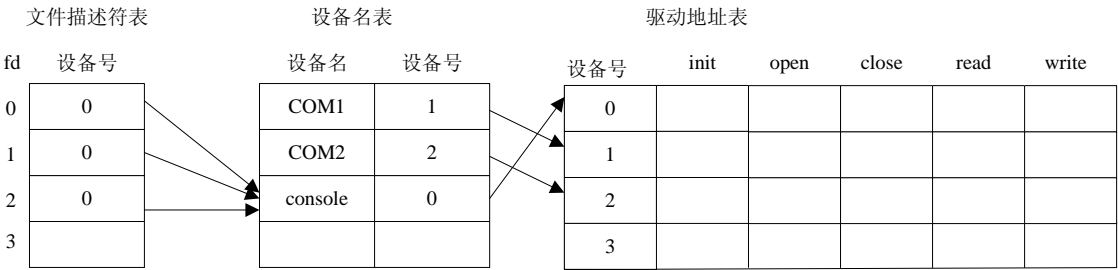 文件描述符表 设备名表 驱动地址表
fd 设备号 设备名 设备号 设备号 init open close read write
0 0 COM1 1 0
1 0 COM2 2 1
2 0 console 0 2
3 3